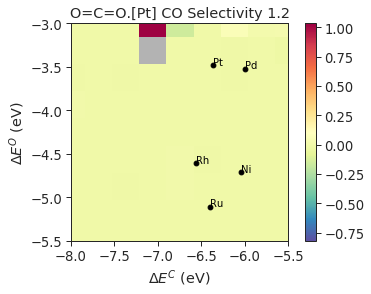 O=C=O.[Pt] CO Selectivity 1.2
−3.0
−3.5
−4.0
−4.5
−5.0
−5.5
ΔE^O (eV)
Pt
Pd
Rh
Ni
Ru
−8.0 −7.5 −7.0 −6.5 −6.0 −5.5
ΔE^C (eV)
1.00
0.75
0.50
0.25
0.00
−0.25
−0.50
−0.75